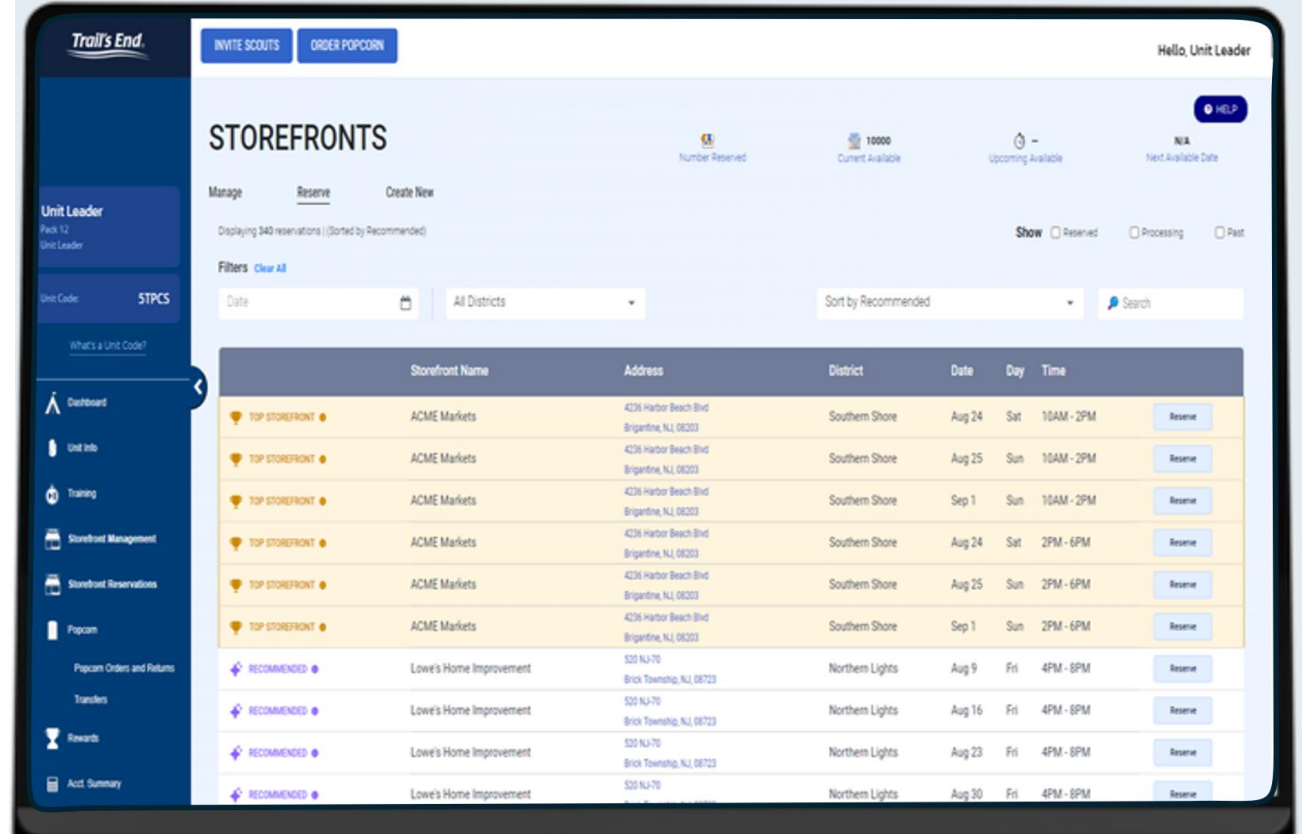 Trail's End.
INVITE SCOUTS
ORDER POPCORN
Hello, Unit Leader
HELP
STOREFRONTS
Number Reserved
10000
Current Available
–
Upcoming Available
N/A
Next Available Date
Manage
Reserve
Create New
Displaying 340 reservations | (Sorted by Recommended)
Show Reserved Processing Past
Filters Clear All
Date
All Districts
Sort by Recommended
Search
Unit Leader
Pack 12
Unit Leader
Unit Code: 5TPCS
What's a Unit Code?
Dashboard
Unit Info
Training
Storefront Management
Storefront Reservations
Popcorn
Popcorn Orders and Returns
Transfers
Rewards
Acct. Summary
Storefront Name Address District Date Day Time
TOP STOREFRONT ACME Markets 4236 Harbor Beach Blvd Southern Shore Aug 24 Sat 10AM - 2PM Reserve
Brigantine, NJ, 08203
TOP STOREFRONT ACME Markets 4236 Harbor Beach Blvd Southern Shore Aug 25 Sun 10AM - 2PM Reserve
Brigantine, NJ, 08203
TOP STOREFRONT ACME Markets 4236 Harbor Beach Blvd Southern Shore Sep 1 Sun 10AM - 2PM Reserve
Brigantine, NJ, 08203
TOP STOREFRONT ACME Markets 4236 Harbor Beach Blvd Southern Shore Aug 24 Sat 2PM - 6PM Reserve
Brigantine, NJ, 08203
TOP STOREFRONT ACME Markets 4236 Harbor Beach Blvd Southern Shore Aug 25 Sun 2PM - 6PM Reserve
Brigantine, NJ, 08203
TOP STOREFRONT ACME Markets 4236 Harbor Beach Blvd Southern Shore Sep 1 Sun 2PM - 6PM Reserve
Brigantine, NJ, 08203
RECOMMENDED Lowe's Home Improvement 520 NJ-70 Northern Lights Aug 9 Fri 4PM - 8PM Reserve
Brick Township, NJ, 08723
RECOMMENDED Lowe's Home Improvement 520 NJ-70 Northern Lights Aug 16 Fri 4PM - 8PM Reserve
Brick Township, NJ, 08723
RECOMMENDED Lowe's Home Improvement 520 NJ-70 Northern Lights Aug 23 Fri 4PM - 8PM Reserve
Brick Township, NJ, 08723
RECOMMENDED Lowe's Home Improvement 520 NJ-70 Northern Lights Aug 30 Fri 4PM - 8PM Reserve